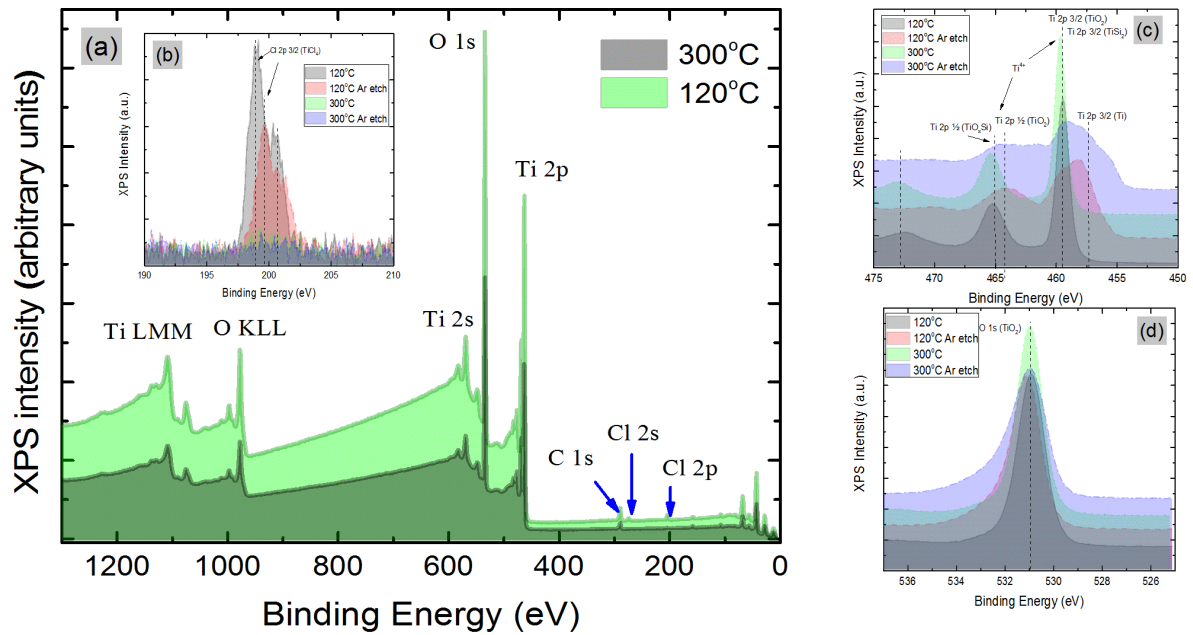 (a)
XPS intensity (arbitrary units)
Binding Energy (eV)
1200
1000
800
600
400
200
0
Ti LMM
O KLL
Ti 2s
O 1s
Ti 2p
C 1s
Cl 2s
Cl 2p
300°C
120°C
(b)
Cl 2p 3/2 (TiCl4)
120°C
120°C Ar etch
300°C
300°C Ar etch
XPS Intensity (a.u.)
190
195
200
205
210
Binding Energy (eV)
Ti 2p 3/2 (TiO2)
Ti 2p 3/2 (TiSi2)
(c)
120°C
120°C Ar etch
300°C
300°C Ar etch
Ti4+
Ti 2p ½ (TiOxSi)
Ti 2p ½ (TiO2)
Ti 2p 3/2 (Ti)
XPS Intensity (a.u.)
475
470
465
460
455
450
Binding Energy (eV)
O 1s (TiO2)
(d)
120°C
120°C Ar etch
300°C
300°C Ar etch
XPS Intensity (a.u.)
536
534
532
530
528
526
Binding Energy (eV)